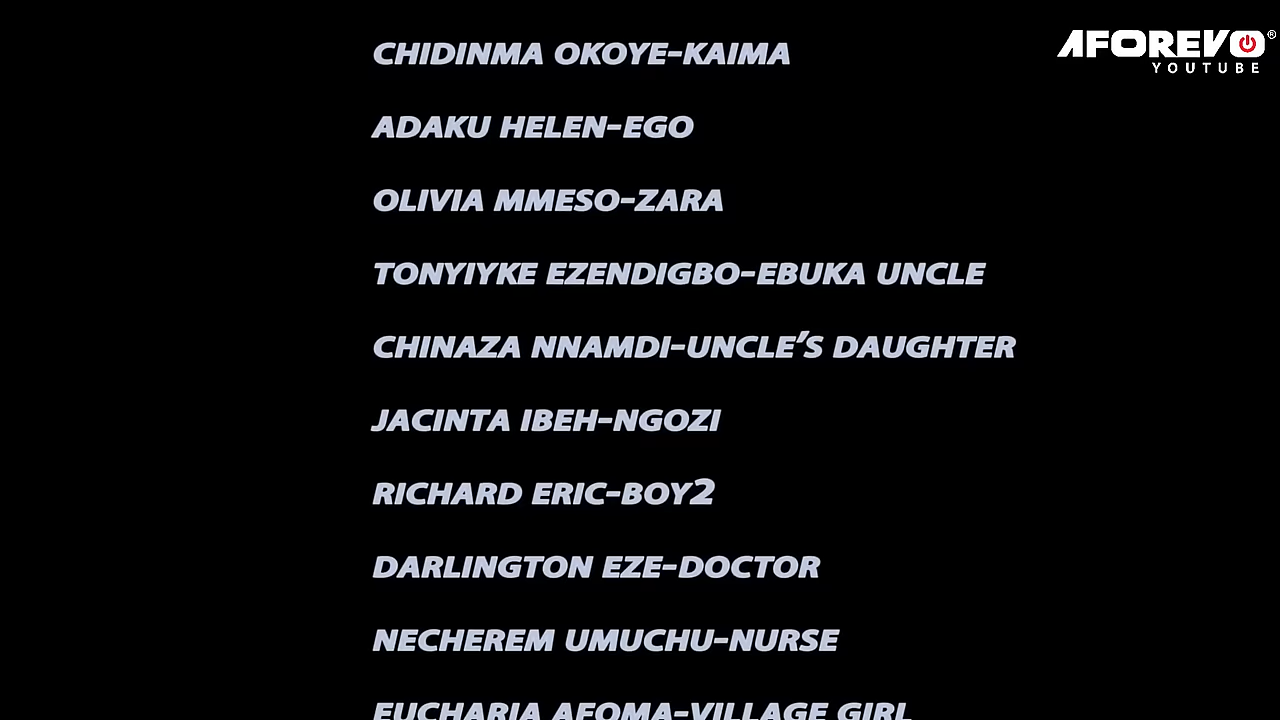 AFOREVO®
YOUTUBE
CHIDINMA OKOYE-KAIMA
ADAKU HELEN-EGO
OLIVIA MMESO-ZARA
TONYIYKE EZENDIGBO-EBUKA UNCLE
CHINAZA NNAMDI-UNCLE'S DAUGHTER
JACINTA IBEH-NGOZI
RICHARD ERIC-BOY2
DARLINGTON EZE-DOCTOR
NECHEREM UMUCHU-NURSE
EUCHARIA AFOMA-VILLAGE GIRL